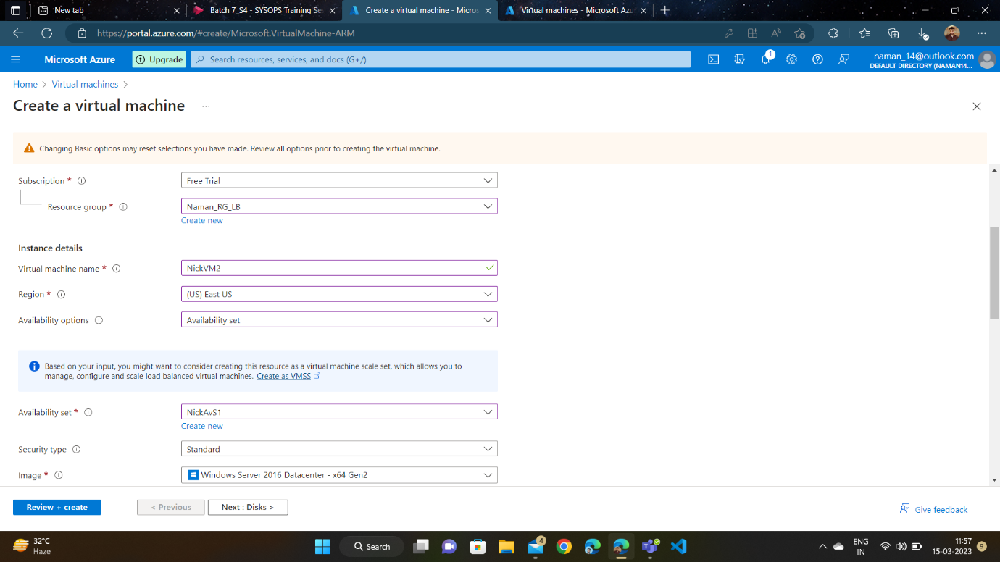 New tab
Batch 7_S4 - SYSOPS Training Se
Create a virtual machine - Micros
Virtual machines - Microsoft Azu
https://portal.azure.com/#create/Microsoft.VirtualMachine-ARM
Microsoft Azure
Upgrade
Search resources, services, and docs (G+/)
1
naman_14@outlook.com
DEFAULT DIRECTORY (NAMAN14...
Home > Virtual machines >
Create a virtual machine ...
Changing Basic options may reset selections you have made. Review all options prior to creating the virtual machine.
Subscription * Free Trial
Resource group * Naman_RG_LB
Create new
Instance details
Virtual machine name * NickVM2
Region * (US) East US
Availability options Availability set
Based on your input, you might want to consider creating this resource as a virtual machine scale set, which allows you to
manage, configure and scale load balanced virtual machines. Create as VMSS
Availability set * NickAvS1
Create new
Security type Standard
Image * Windows Server 2016 Datacenter - x64 Gen2
Review + create
< Previous
Next : Disks >
Give feedback
32°C
Haze
Search
4
ENG
IN
11:57
15-03-2023
9